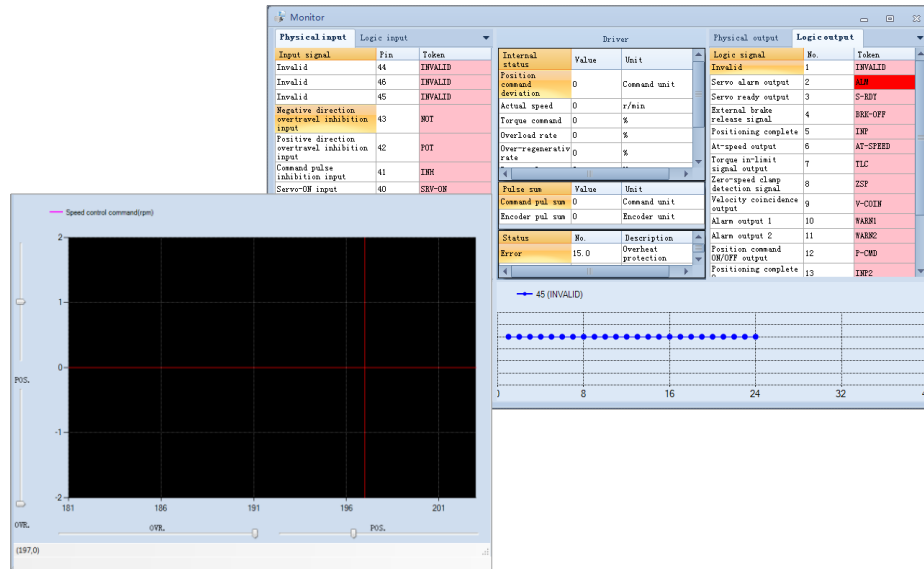 Monitor
Physical input Logic input
Input signal Pin Token
Invalid 44 INVALID
Invalid 46 INVALID
Invalid 45 INVALID
Negative direction
overtravel inhibition
input 43 NOT
Positive direction
overtravel inhibition
input 42 POT
Command pulse
inhibition input 41 INH
Servo-ON input 40 SRV-ON
Driver
Internal
status Value Unit
Position
command
deviation 0 Command unit
Actual speed 0 r/min
Torque command 0 %
Overload rate 0 %
Over-regenerativ
rate 0 %
Pulse sum Value Unit
Command pul sum 0 Command unit
Encoder pul sum 0 Encoder unit
Status No. Description
Error 15.0 Overheat
protection
Physical output Logic output
Logic signal No. Token
Invalid 1 INVALID
Servo alarm output 2 ALM
Servo ready output 3 S-RDY
External brake
release signal 4 BRK-OFF
Positioning complete 5 INP
At-speed output 6 AT-SPEED
Torque in-limit
signal output 7 TLC
Zero-speed clamp
detection signal 8 ZSP
Velocity coincidence
output 9 V-COIN
Alarm output 1 10 WARN1
Alarm output 2 11 WARN2
Position command
ON/OFF output 12 P-CMD
Positioning complete
13 INP2
45 (INVALID)
8 16 24 32
Speed control command(rpm)
2
1
0
-1
-2
181 186 191 196 201
POS.
OVR.
OVR. POS.
(197,0)